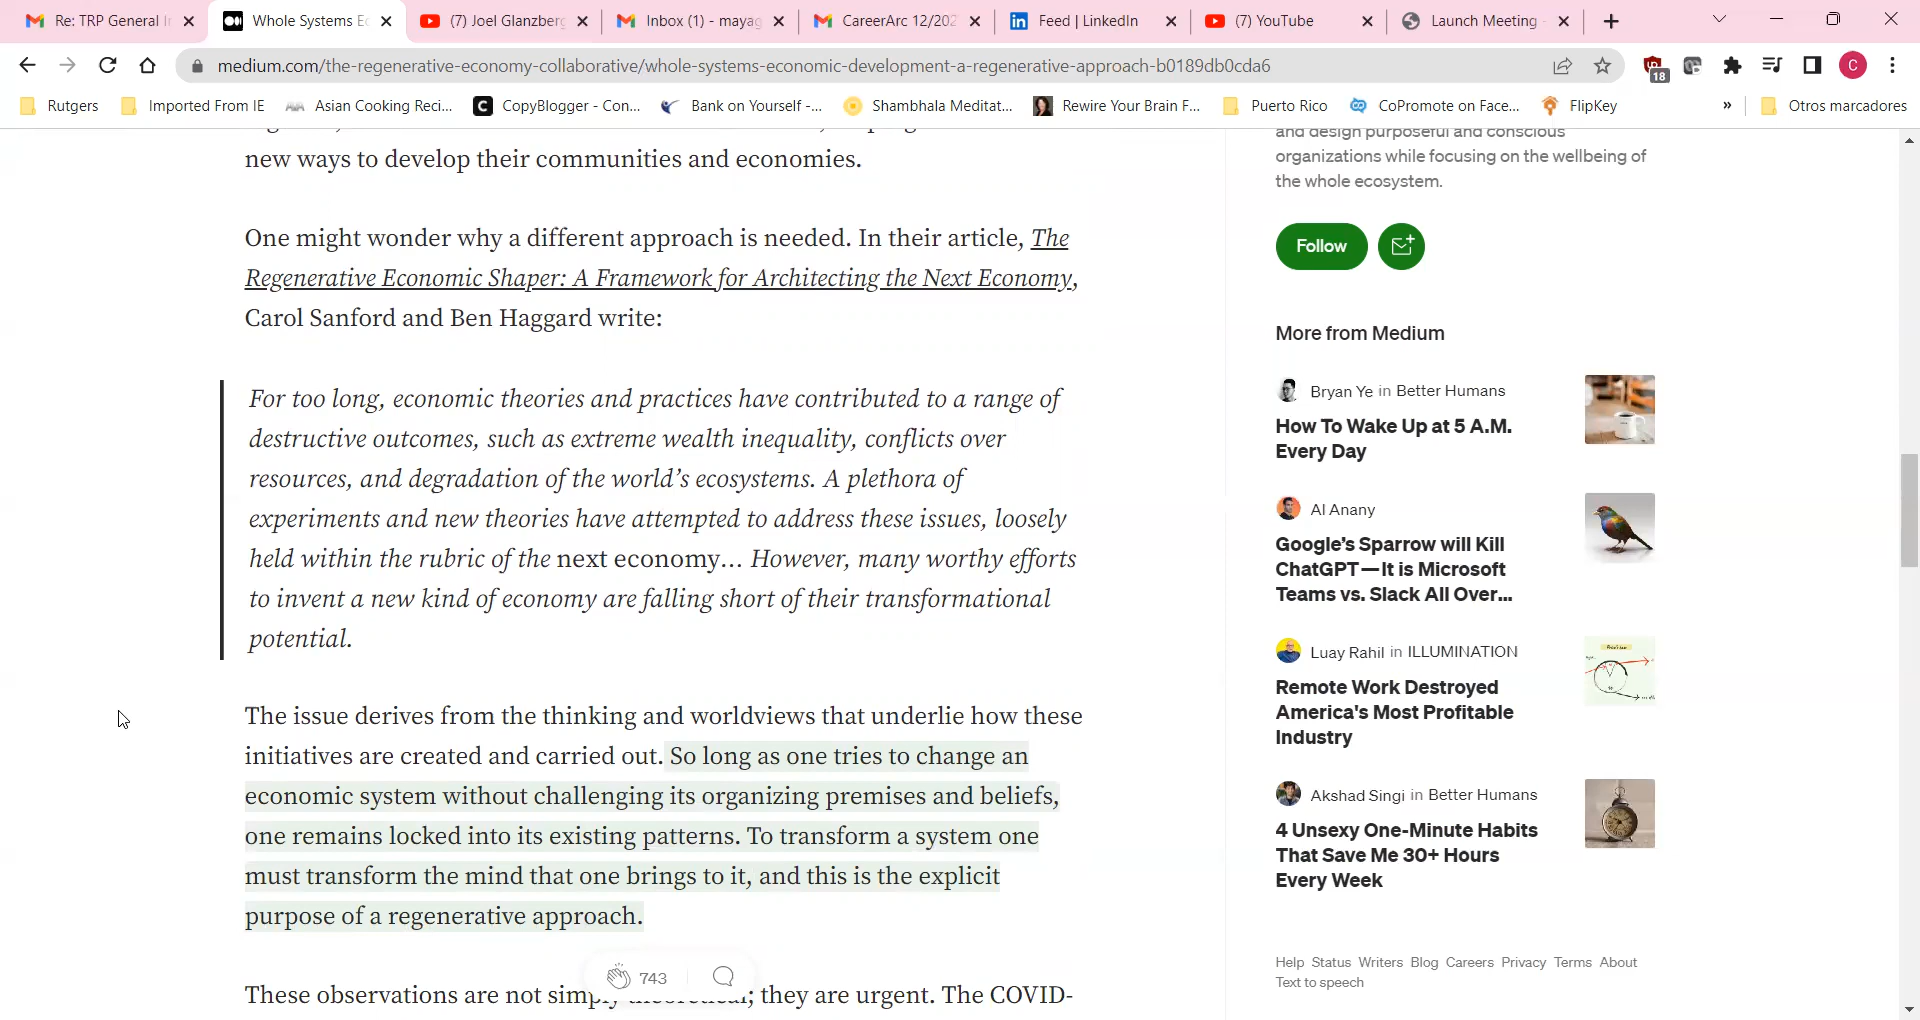 Re: TRP General I
Whole Systems Ec
(7) Joel Glanzberg
Inbox (1) - mayag
CareerArc 12/202
Feed | LinkedIn
(7) YouTube
Launch Meeting -
medium.com/the-regenerative-economy-collaborative/whole-systems-economic-development-a-regenerative-approach-b0189db0cda6
18
C
Rutgers
Imported From IE
Asian Cooking Reci...
CopyBlogger - Con...
Bank on Yourself -...
Shambhala Meditat...
Rewire Your Brain F...
Puerto Rico
CoPromote on Face...
FlipKey
»
Otros marcadores
new ways to develop their communities and economies.
One might wonder why a different approach is needed. In their article, The
Regenerative Economic Shaper: A Framework for Architecting the Next Economy,
Carol Sanford and Ben Haggard write:
For too long, economic theories and practices have contributed to a range of
destructive outcomes, such as extreme wealth inequality, conflicts over
resources, and degradation of the world's ecosystems. A plethora of
experiments and new theories have attempted to address these issues, loosely
held within the rubric of the next economy... However, many worthy efforts
to invent a new kind of economy are falling short of their transformational
potential.
The issue derives from the thinking and worldviews that underlie how these
initiatives are created and carried out. So long as one tries to change an
economic system without challenging its organizing premises and beliefs,
one remains locked into its existing patterns. To transform a system one
must transform the mind that one brings to it, and this is the explicit
purpose of a regenerative approach.
743
These observations are not simply theoretical; they are urgent. The COVID-
and design purposeful and conscious
organizations while focusing on the wellbeing of
the whole ecosystem.
Follow
More from Medium
Bryan Ye in Better Humans
How To Wake Up at 5 A.M.
Every Day
Al Anany
Google's Sparrow will Kill
ChatGPT—It is Microsoft
Teams vs. Slack All Over...
Luay Rahil in ILLUMINATION
Remote Work Destroyed
America's Most Profitable
Industry
Akshad Singi in Better Humans
4 Unsexy One-Minute Habits
That Save Me 30+ Hours
Every Week
Help Status Writers Blog Careers Privacy Terms About
Text to speech